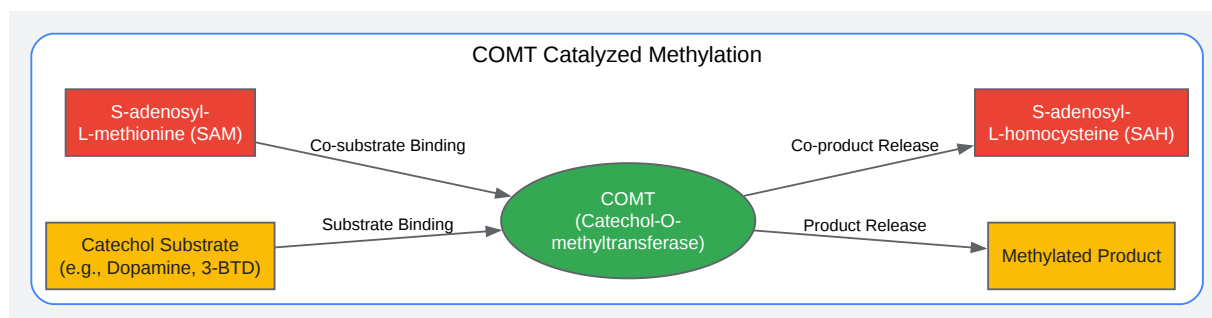 COMT Catalyzed Methylation
S-adenosyl-
L-methionine (SAM)
Co-substrate Binding
Catechol Substrate
(e.g., Dopamine, 3-BTD)
Substrate Binding
COMT
(Catechol-O-
methyltransferase)
Co-product Release
S-adenosyl-
L-homocysteine (SAH)
Product Release
Methylated Product